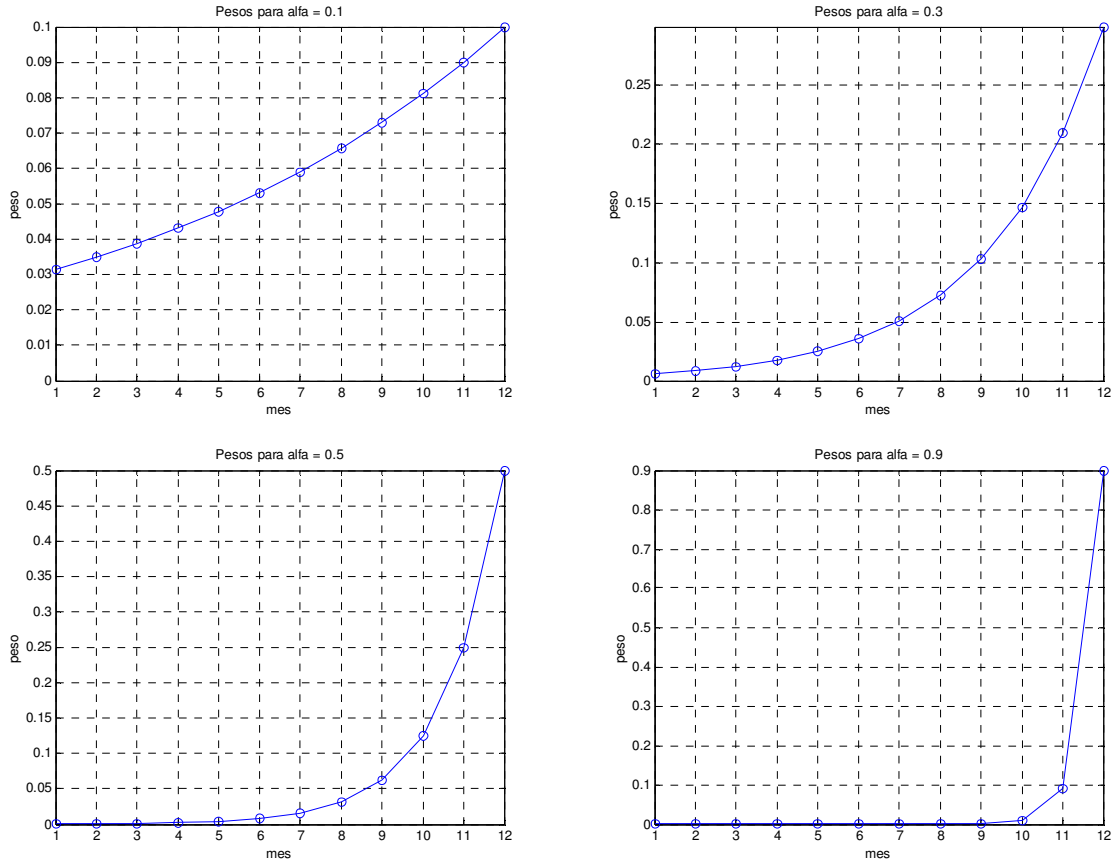 Pesos para alfa = 0.1
0.1
0.09
0.08
0.07
0.06
0.05
0.04
0.03
0.02
0.01
0
peso
1 2 3 4 5 6 7 8 9 10 11 12
mes
Pesos para alfa = 0.3
0.25
0.2
0.15
0.1
0.05
0
peso
1 2 3 4 5 6 7 8 9 10 11 12
mes
Pesos para alfa = 0.5
0.5
0.45
0.4
0.35
0.3
0.25
0.2
0.15
0.1
0.05
0
peso
1 2 3 4 5 6 7 8 9 10 11 12
mes
Pesos para alfa = 0.9
0.9
0.8
0.7
0.6
0.5
0.4
0.3
0.2
0.1
0
peso
1 2 3 4 5 6 7 8 9 10 11 12
mes